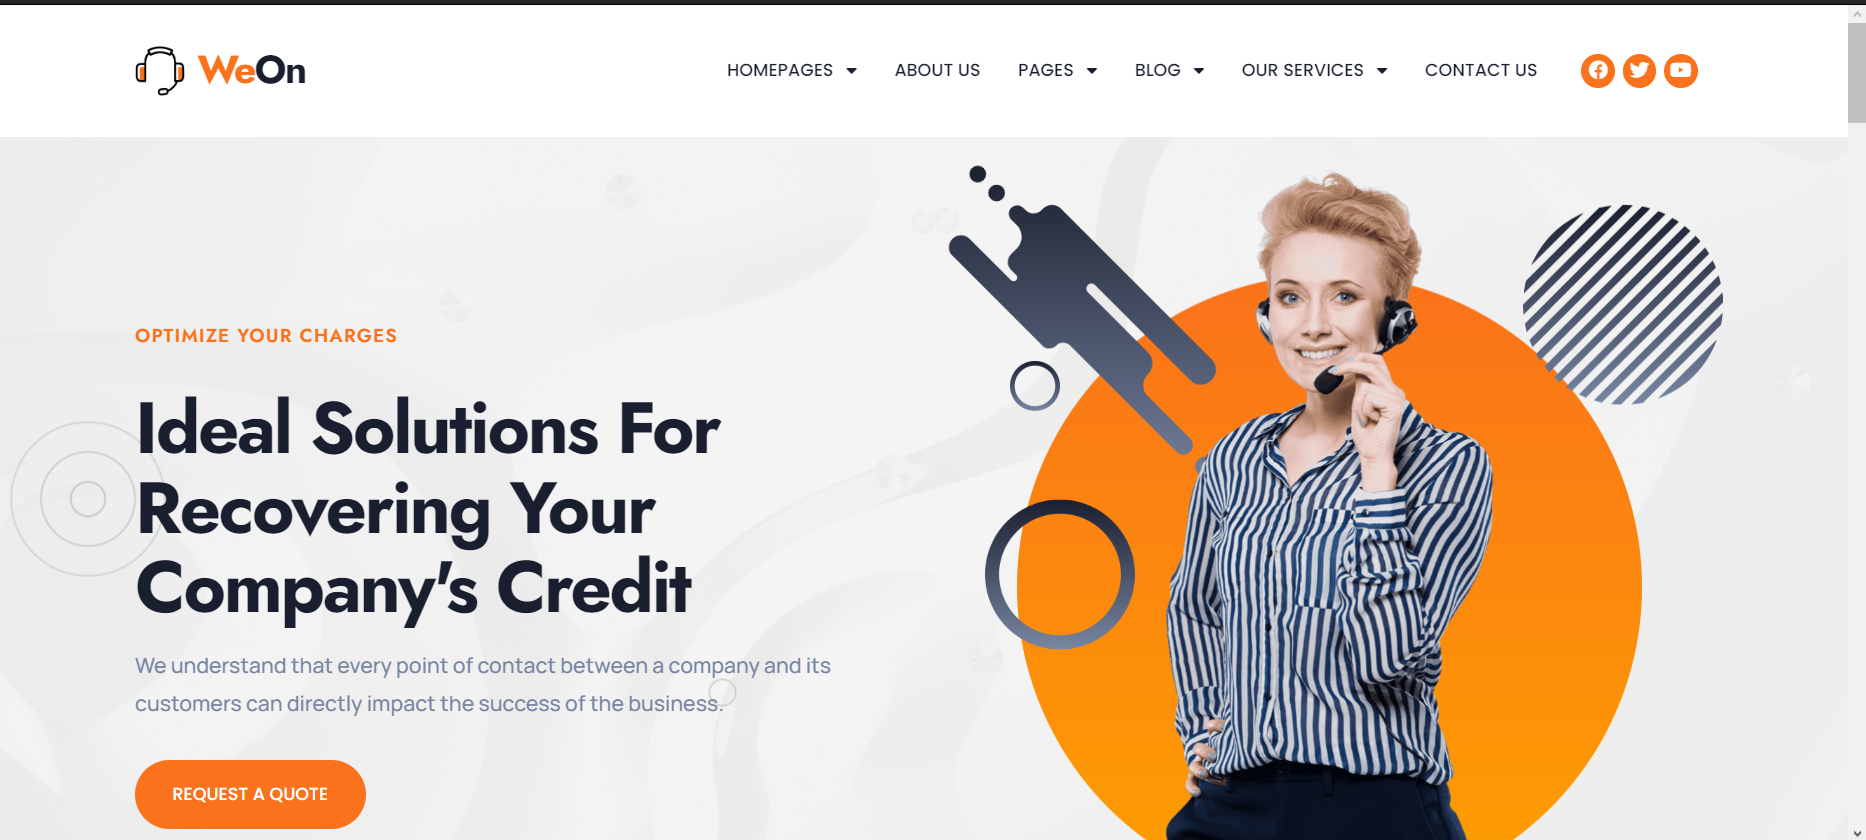 WeOn
HOMEPAGES
ABOUT US
PAGES
BLOG
OUR SERVICES
CONTACT US
OPTIMIZE YOUR CHARGES
Ideal Solutions For
Recovering Your
Company's Credit
We understand that every point of contact between a company and its
customers can directly impact the success of the business.
REQUEST A QUOTE